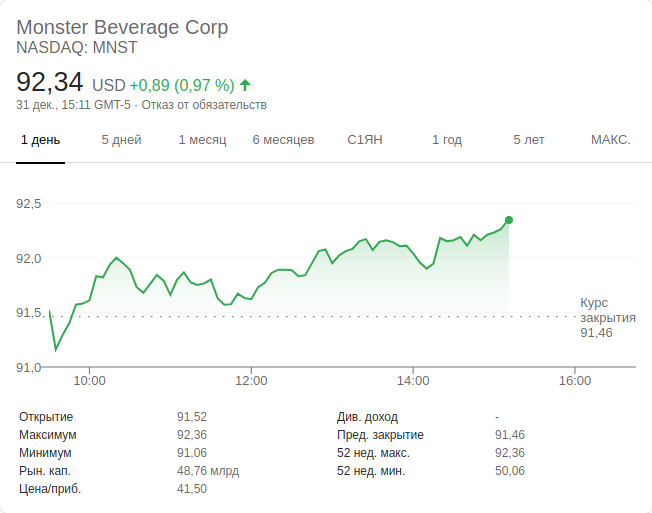 Monster Beverage Corp
NASDAQ: MNST
92,34 USD +0,89 (0,97 %)
31 дек., 15:11 GMT-5 · Отказ от обязательств
1 день 5 дней 1 месяц 6 месяцев С1ЯН 1 год 5 лет МАКС.
92,5
92,0
91,5
91,0
Курс
закрытия
91,46
10:00 12:00 14:00 16:00
Открытие 91,52 Див. доход -
Максимум 92,36 Пред. закрытие 91,46
Минимум 91,06 52 нед. макс. 92,36
Рын. кап. 48,76 млрд 52 нед. мин. 50,06
Цена/приб. 41,50